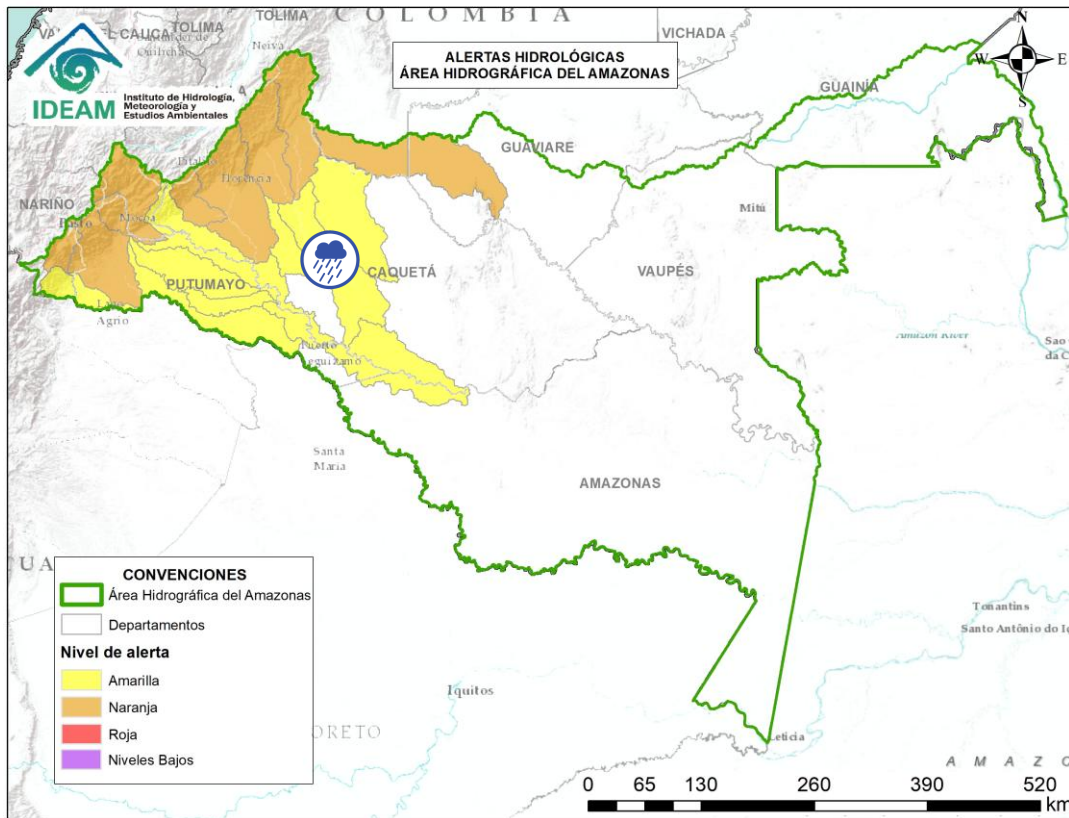 COLOMBIA
TOLIMA
TOLIMA
Neiva
VICHADA
ALERTAS HIDROLÓGICAS
ÁREA HIDROGRÁFICA DEL AMAZONAS
N
W
E
S
IDEAM
Instituto de Hidrología,
Meteorología y
Estudios Ambientales
GUAINÍA
GUAVIARE
NARIÑO
Mitú
CAQUETÁ
VAUPÉS
PUTUMAYO
Agrio
Amazon River
Puerto
Leguizamo
Santa
Maria
AMAZONAS
CONVENCIONES
Área Hidrográfica del Amazonas
Departamentos
Nivel de alerta
Amarilla
Naranja
Roja
Niveles Bajos
Tonantins
Santo Antônio do
Iquitos
Leticia
0 65 130 260 390 520
km